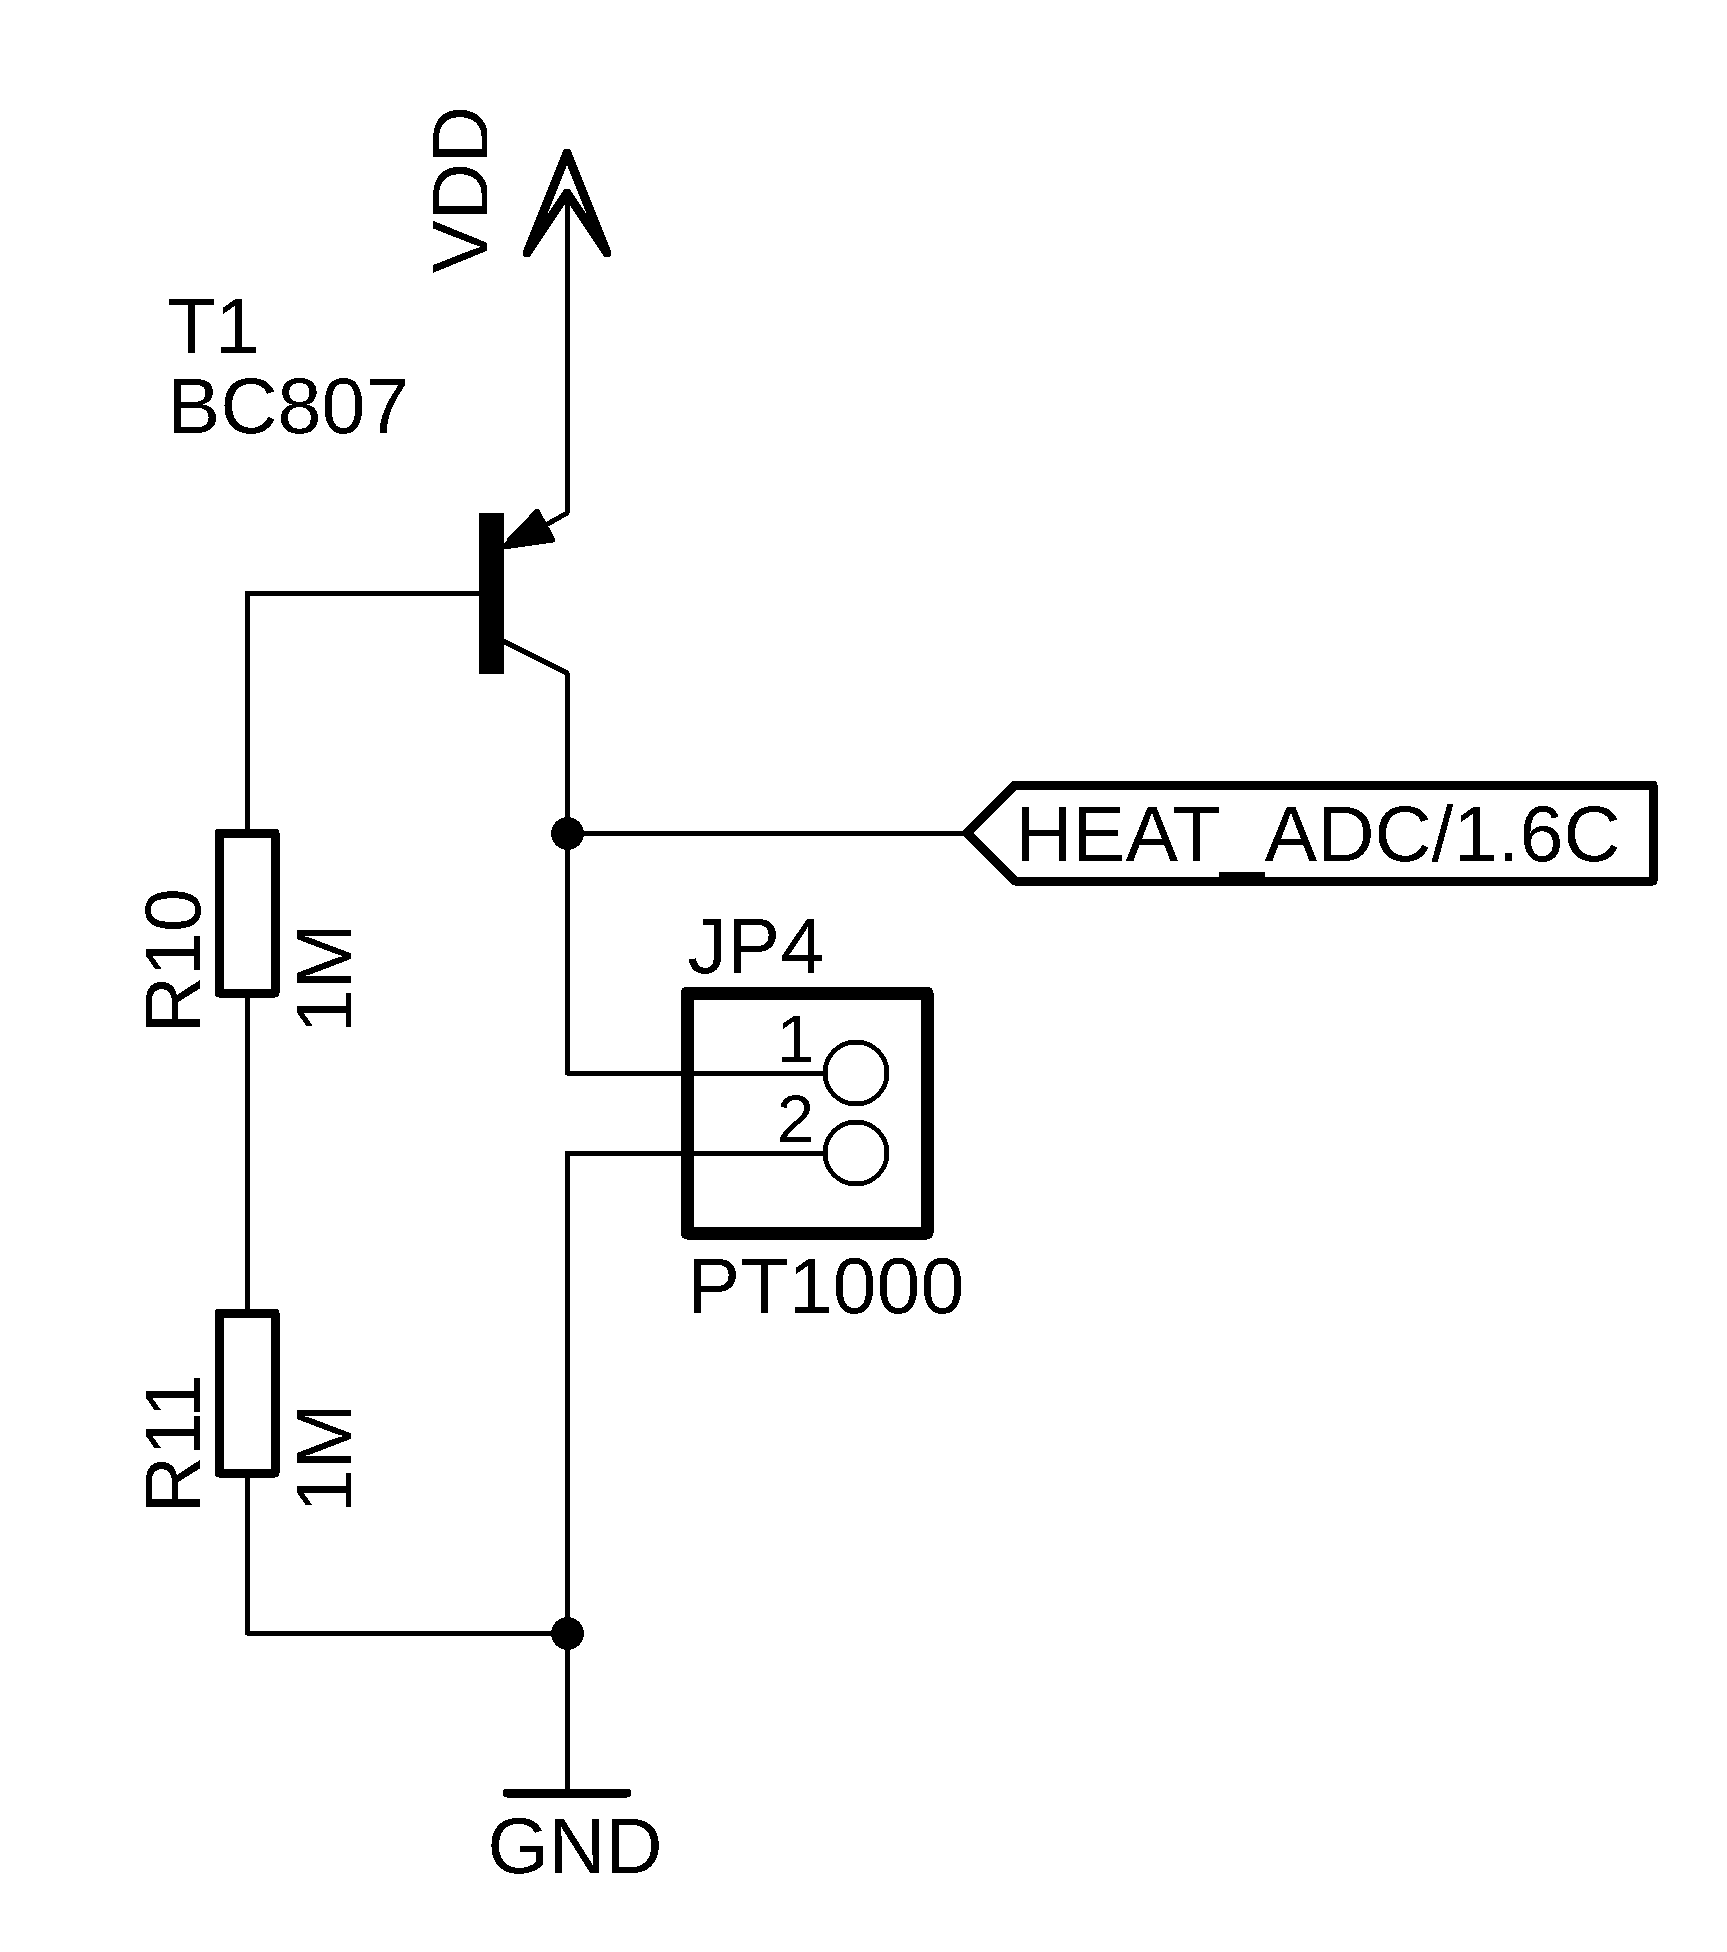 VDD
T1
BC807
HEAT_ADC/1.6C
R10
1M
JP4
1
2
PT1000
R11
1M
GND